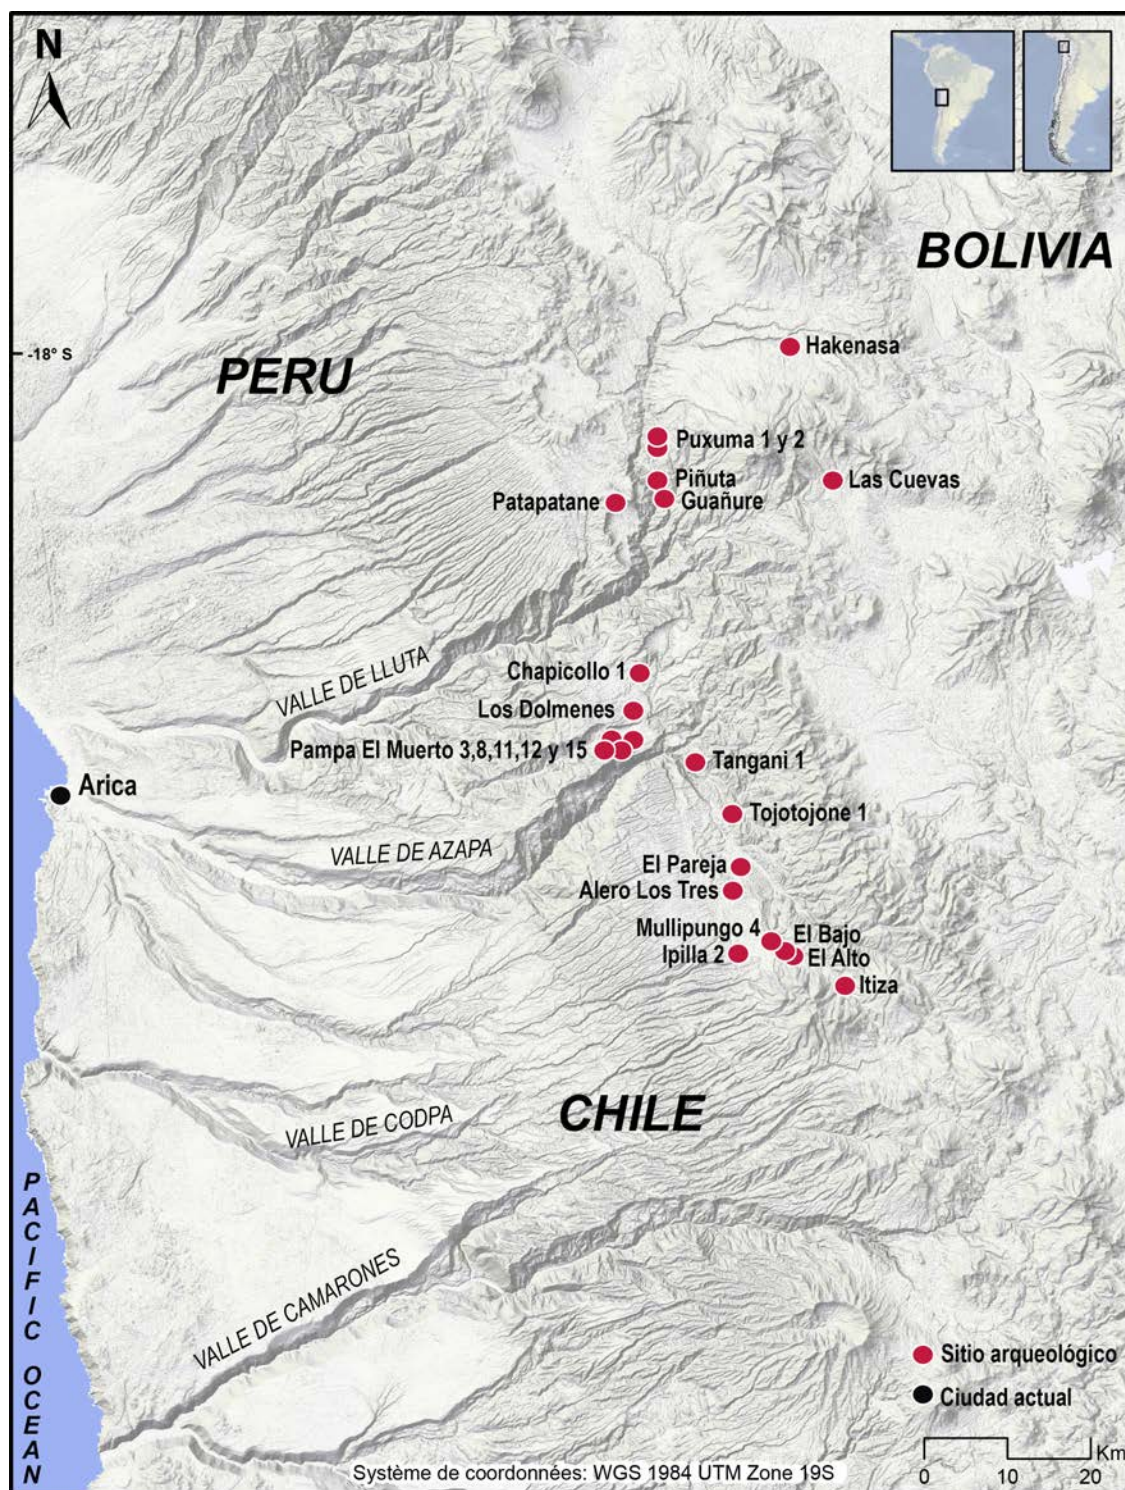 N
BOLIVIA
-18° S
Hakenasa
PERU
Puxuma 1 y 2
Piñuta
Las Cuevas
Patapatane
Guañure
VALLE DE LLUTA
Chapicollo 1
Los Dolmenes
Pampa El Muerto 3,8,11,12 y 15
Tangani 1
Arica
Tojotojone 1
VALLE DE AZAPA
El Pareja
Alero Los Tres
Mullipungo 4
El Bajo
Ipilla 2
El Alto
Itiza
CHILE
VALLE DE CODPA
PACIFIC OCEAN
VALLE DE CAMARONES
Sitio arqueológico
Ciudad actual
Km
0 10 20
Système de coordonnées: WGS 1984 UTM Zone 19S